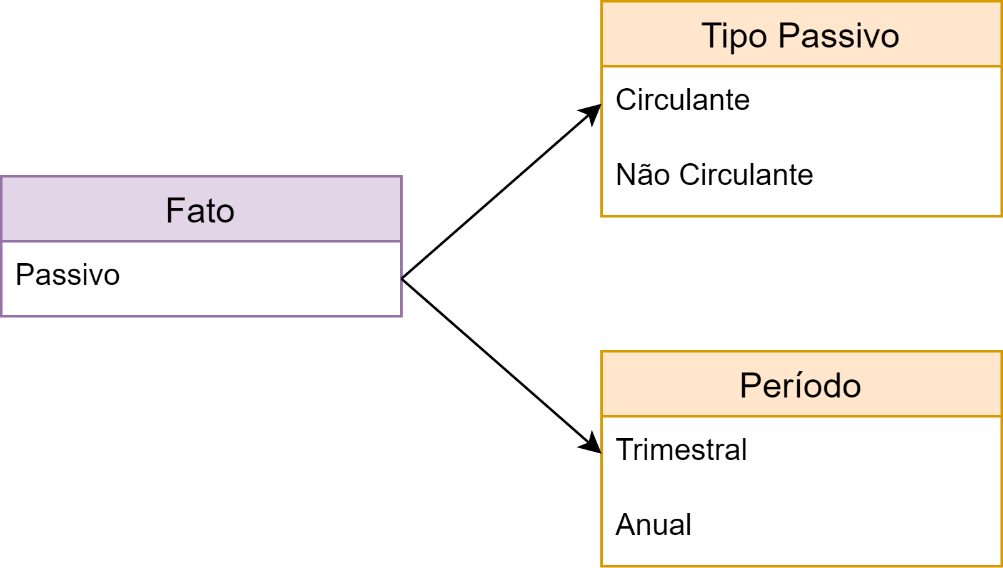 Tipo Passivo
Circulante
Não Circulante
Fato
Passivo
Período
Trimestral
Anual